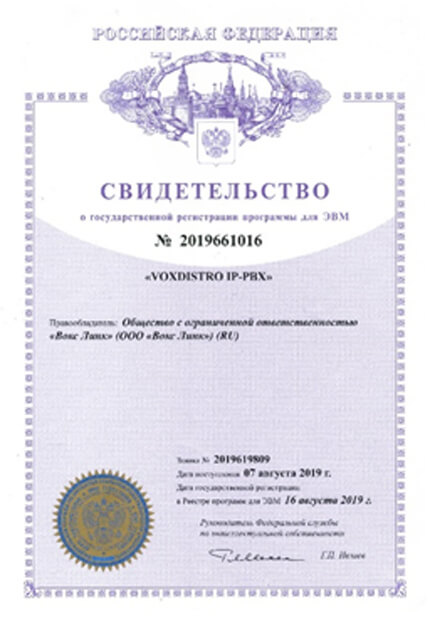 РОССИЙСКАЯ ФЕДЕРАЦИЯ
СВИДЕТЕЛЬСТВО
о государственной регистрации программы для ЭВМ
№ 2019661016
«VOXDISTRO IP-PBX»
Правообладатель: Общество с ограниченной ответственностью
«Вокс Линк» (ООО «Вокс Линк») (RU)
Заявка № 2019619809
Дата поступления 07 августа 2019 г.
Дата государственной регистрации
в Реестре программ для ЭВМ 16 августа 2019 г.
Руководитель Федеральной службы
по интеллектуальной собственности
Г.П. Ивлиев